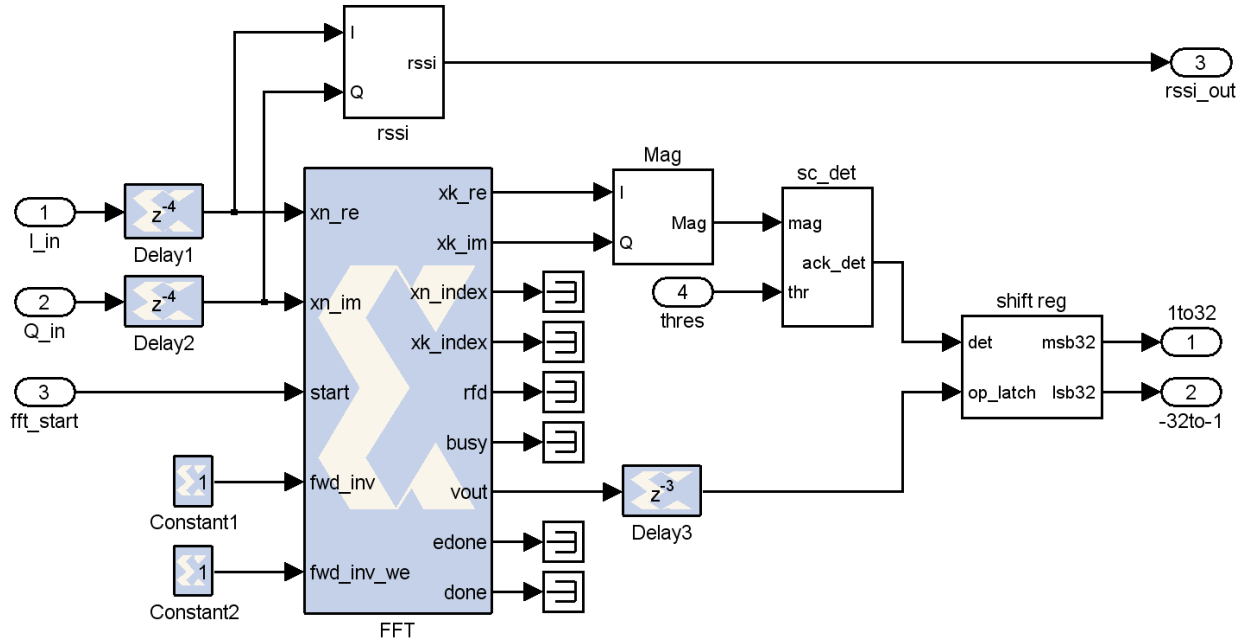 I
Q
rssi
rssi
3
rssi_out
1
I_in
z-4
Delay1
2
Q_in
z-4
Delay2
3
fft_start
1
Constant1
1
Constant2
xn_re
xn_im
start
fwd_inv
fwd_inv_we
xk_re
xk_im
xn_index
xk_index
rfd
busy
vout
edone
done
FFT
Mag
I
Q
Mag
4
thres
sc_det
mag
thr
ack_det
z-3
Delay3
shift reg
det
op_latch
msb32
lsb32
1to32
1
2
-32to-1